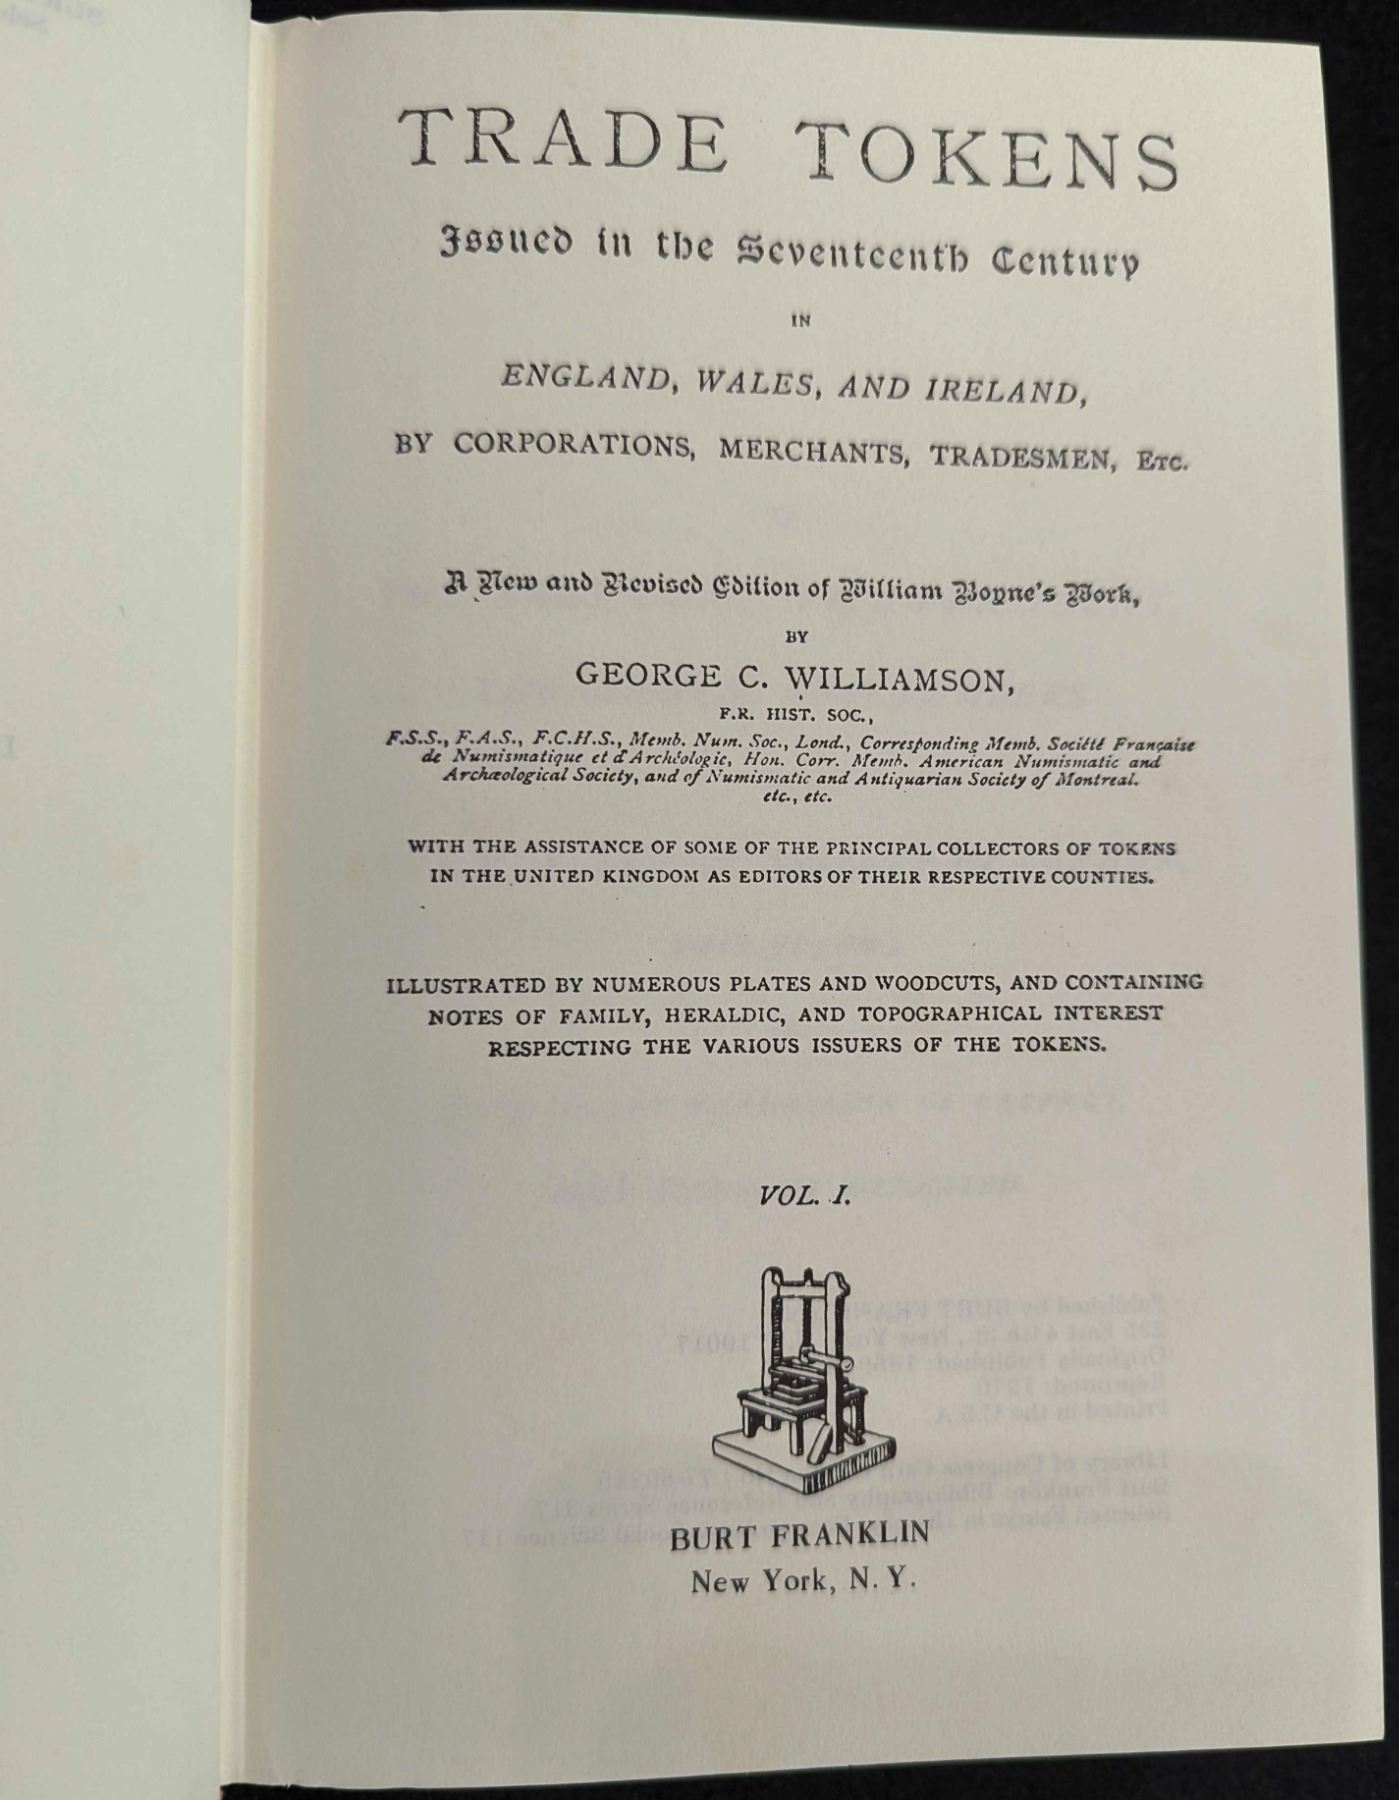 TRADE TOKENS
Issued in the Seventeenth Century
IN
ENGLAND, WALES, AND IRELAND,
BY CORPORATIONS, MERCHANTS, TRADESMEN, ETC.
A New and Revised Edition of William Boyne's Work,
BY
GEORGE C. WILLIAMSON,
F.R. HIST. SOC.,
F.S.S., F.A.S., F.C.H.S., Memb. Num. Soc., Lond., Corresponding Memb. Société Française
de Numismatique et d'Archéologie, Hon. Corr. Memb. American Numismatic and
Archæological Society, and of Numismatic and Antiquarian Society of Montreal.
etc., etc.
WITH THE ASSISTANCE OF SOME OF THE PRINCIPAL COLLECTORS OF TOKENS
IN THE UNITED KINGDOM AS EDITORS OF THEIR RESPECTIVE COUNTIES.
ILLUSTRATED BY NUMEROUS PLATES AND WOODCUTS, AND CONTAINING
NOTES OF FAMILY, HERALDIC, AND TOPOGRAPHICAL INTEREST
RESPECTING THE VARIOUS ISSUERS OF THE TOKENS.
VOL. I.
BURT FRANKLIN
New York, N. Y.